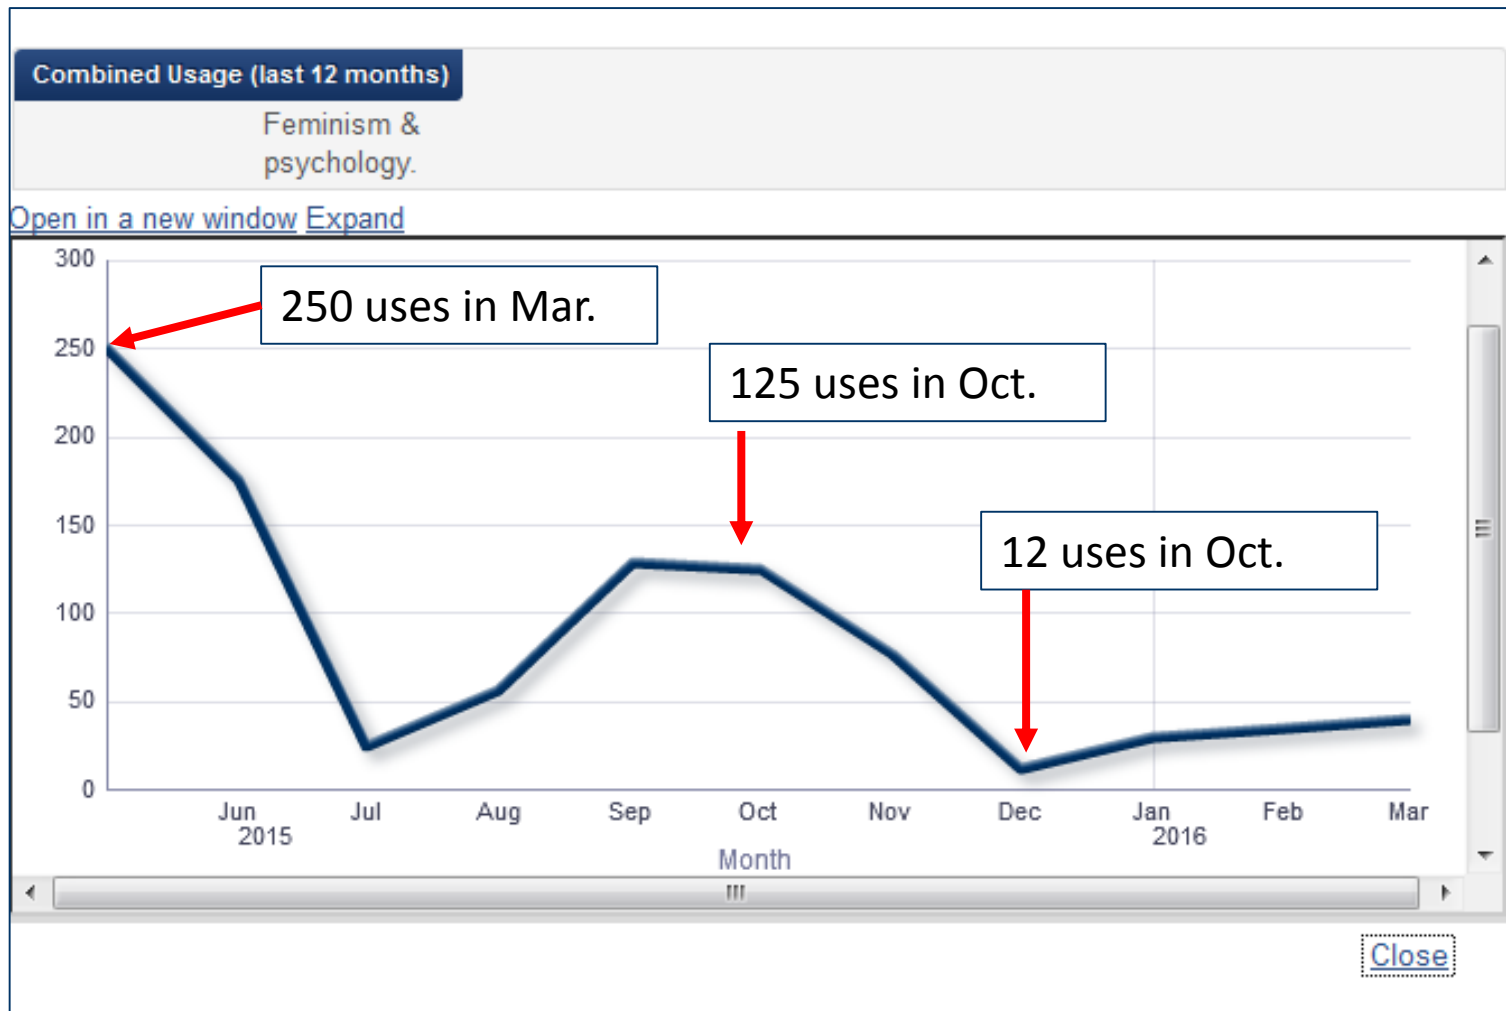 Combined Usage (last 12 months)
Feminism &
psychology.
Open in a new window Expand
300
250 uses in Mar.
250
125 uses in Oct.
200
150
12 uses in Oct.
100
50
0
Jun Jul Aug Sep Oct Nov Dec Jan Feb Mar
2015 2016
Month
Close